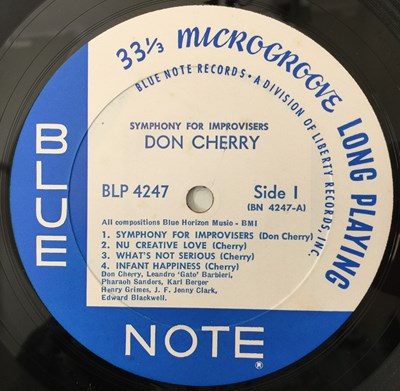 33⅓ MICROGROOVE LONG PLAYING
BLUE NOTE RECORDS • A DIVISION OF LIBERTY RECORDS, INC.
SYMPHONY FOR IMPROVISERS
DON CHERRY
BLP 4247
Side 1
(BN 4247-A)
All compositions Blue Horizon Music - BMI
1. SYMPHONY FOR IMPROVISERS (Don Cherry)
2. NU CREATIVE LOVE (Cherry)
3. WHAT'S NOT SERIOUS (Cherry)
4. INFANT HAPPINESS (Cherry)
Don Cherry, Leandro 'Gato' Barbieri,
Pharaoh Sanders, Karl Berger
Henry Grimes, J. F. Jenny Clark,
Edward Blackwell.
BLUE
NOTE®